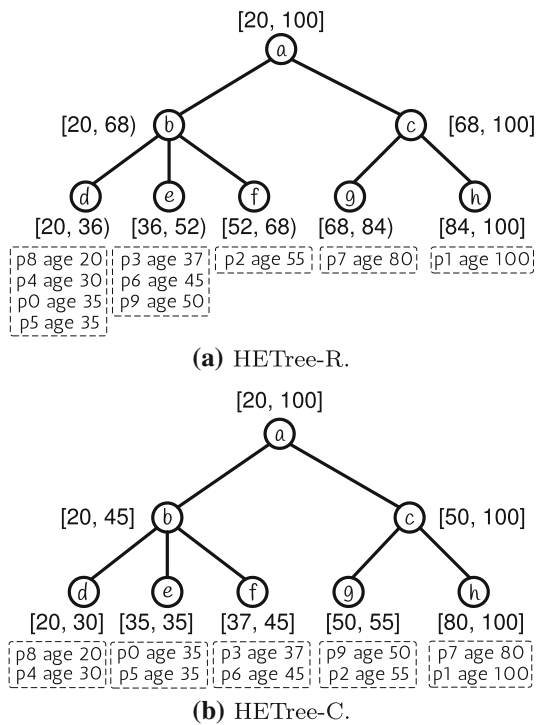 [20, 100]
a
[20, 68) b c [68, 100]
d e f g h
[20, 36) [36, 52) [52, 68) [68, 84) [84, 100]
p8 age 20 p3 age 37 p2 age 55 p7 age 80 p1 age 100
p4 age 30 p6 age 45
p0 age 35 p9 age 50
p5 age 35
(a) HETree-R.
[20, 100]
a
[20, 45] b c [50, 100]
d e f g h
[20, 30] [35, 35] [37, 45] [50, 55] [80, 100]
p8 age 20 p0 age 35 p3 age 37 p9 age 50 p7 age 80
p4 age 30 p5 age 35 p6 age 45 p2 age 55 p1 age 100
(b) HETree-C.